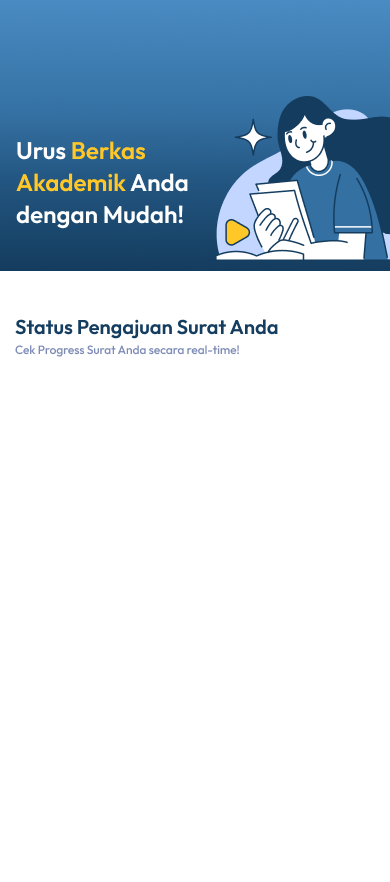 Urus Berkas
Akademik Anda
dengan Mudah!
Status Pengajuan Surat Anda
Cek Progress Surat Anda secara real-time!